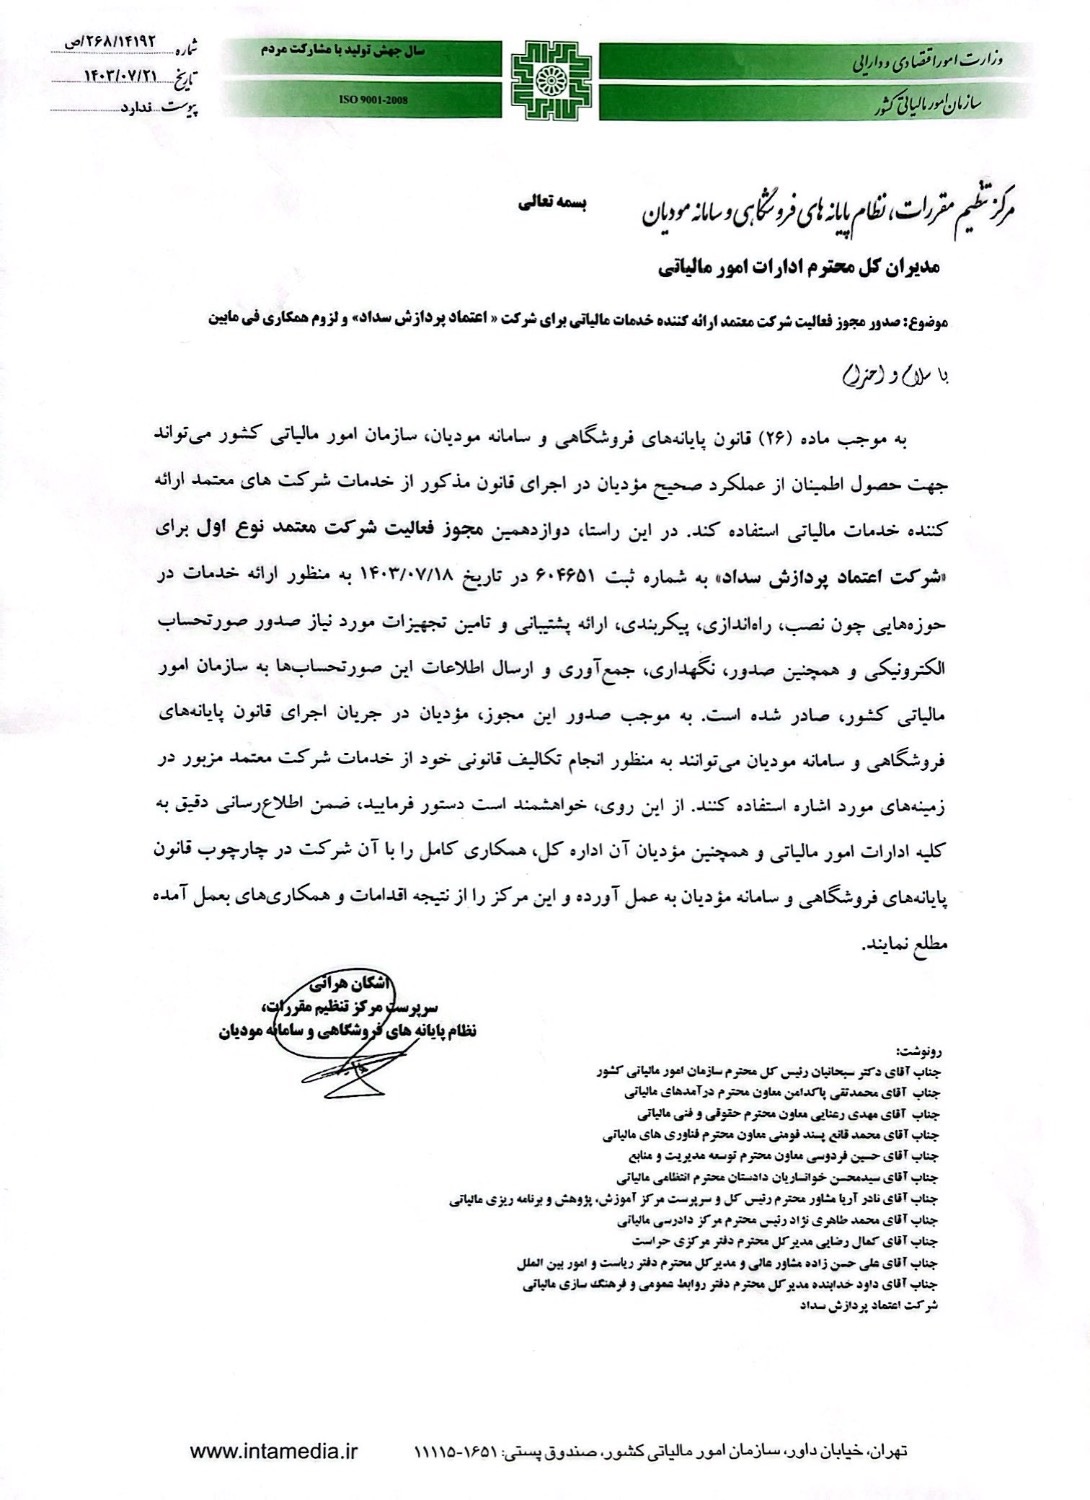 وزارت امور اقتصادی و دارایی
سازمان امور مالیاتی کشور
سال جهش تولید با مشارکت مردم
ISO 9001-2008
شماره ۲۶۸/۱۴۱۹۲/ص
تاریخ ۱۴۰۳/۰۷/۲۱
پیوست ندارد
مرکز تنظیم مقررات، نظام پایانه های فروشگاهی و سامانه مودیان
بسمه تعالی
مدیران کل محترم ادارات امور مالیاتی
موضوع: صدور مجوز فعالیت شرکت معتمد ارائه کننده خدمات مالیاتی برای شرکت « اعتماد پردازش سداد» و لزوم همکاری فی مابین
با سلام و احترام
به موجب ماده (۲۶) قانون پایانه‌های فروشگاهی و سامانه مودیان، سازمان امور مالیاتی کشور می‌تواند
جهت حصول اطمینان از عملکرد صحیح مؤدیان در اجرای قانون مذکور از خدمات شرکت های معتمد ارائه
کننده خدمات مالیاتی استفاده کند. در این راستا، دوازدهمین مجوز فعالیت شرکت معتمد نوع اول برای
«شرکت اعتماد پردازش سداد» به شماره ثبت ۶۰۴۶۵۱ در تاریخ ۱۴۰۳/۰۷/۱۸ به منظور ارائه خدمات در
حوزه‌هایی چون نصب، راه‌اندازی، پیکربندی، ارائه پشتیبانی و تامین تجهیزات مورد نیاز صدور صورتحساب
الکترونیکی و همچنین صدور، نگهداری، جمع‌آوری و ارسال اطلاعات این صورتحساب‌ها به سازمان امور
مالیاتی کشور، صادر شده است. به موجب صدور این مجوز، مؤدیان در جریان اجرای قانون پایانه‌های
فروشگاهی و سامانه مودیان می‌توانند به منظور انجام تکالیف قانونی خود از خدمات شرکت معتمد مزبور در
زمینه‌های مورد اشاره استفاده کنند. از این روی، خواهشمند است دستور فرمایید، ضمن اطلاع‌رسانی دقیق به
کلیه ادارات امور مالیاتی و همچنین مؤدیان آن اداره کل، همکاری کامل را با آن شرکت در چارچوب قانون
پایانه‌های فروشگاهی و سامانه مؤدیان به عمل آورده و این مرکز را از نتیجه اقدامات و همکاری‌های بعمل آمده
مطلع نمایند.
اشکان هراتی
سرپرست مرکز تنظیم مقررات،
نظام پایانه های فروشگاهی و سامانه مودیان
رونوشت:
جناب آقای دکتر سبحانیان رئیس کل محترم سازمان امور مالیاتی کشور
جناب آقای محمدتقی پاکدامن معاون محترم درآمدهای مالیاتی
جناب آقای مهدی رعنایی معاون محترم حقوقی و فنی مالیاتی
جناب آقای محمد قانع پسند فومنی معاون محترم فناوری های مالیاتی
جناب آقای حسین فردوسی معاون محترم توسعه مدیریت و منابع
جناب آقای سیدمحسن خوانساریان دادستان محترم انتظامی مالیاتی
جناب آقای نادر آریا مشاور محترم رئیس کل و سرپرست مرکز آموزش، پژوهش و برنامه ریزی مالیاتی
جناب آقای محمد طاهری نژاد رئیس محترم مرکز دادرسی مالیاتی
جناب آقای کمال رضایی مدیرکل محترم دفتر مرکزی حراست
جناب آقای علی حسن زاده مشاور عالی و مدیرکل محترم دفتر ریاست و امور بین الملل
جناب آقای داود خدابنده مدیرکل محترم دفتر روابط عمومی و فرهنگ سازی مالیاتی
شرکت اعتماد پردازش سداد
تهران، خیابان داور، سازمان امور مالیاتی کشور، صندوق پستی: ۱۶۵۱-۱۱۱۱۵
www.intamedia.ir